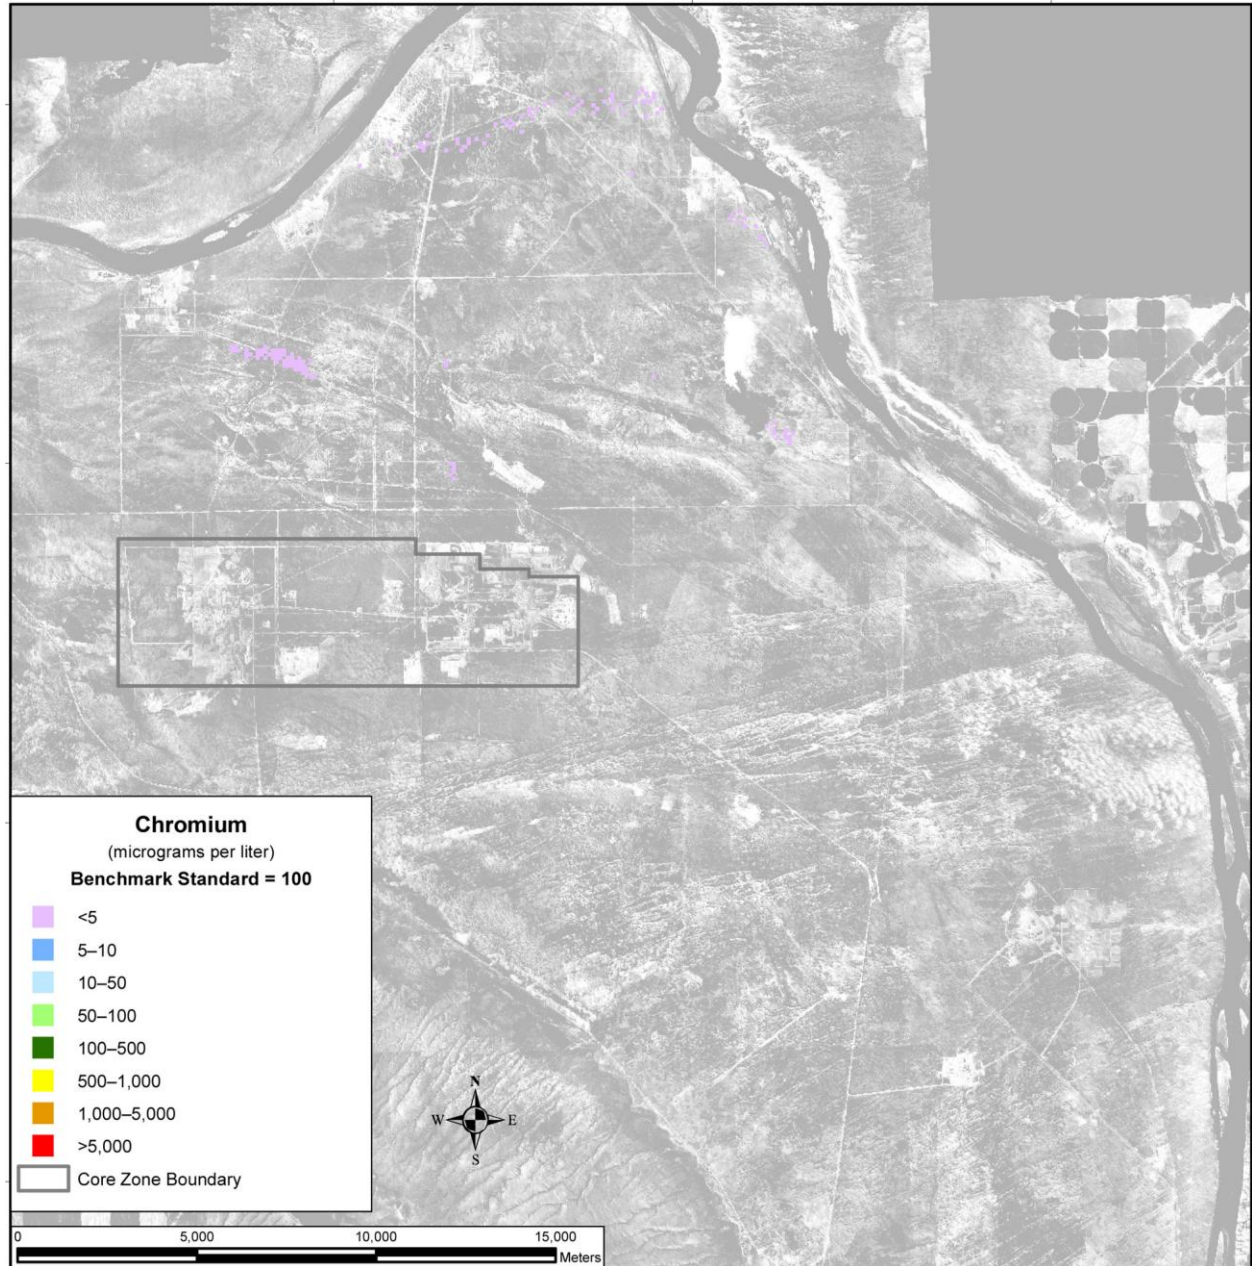 Chromium
(micrograms per liter)
Benchmark Standard = 100
<5
5–10
10–50
50–100
100–500
500–1,000
1,000–5,000
>5,000
Core Zone Boundary
N
W E
S
0 5,000 10,000 15,000
Meters